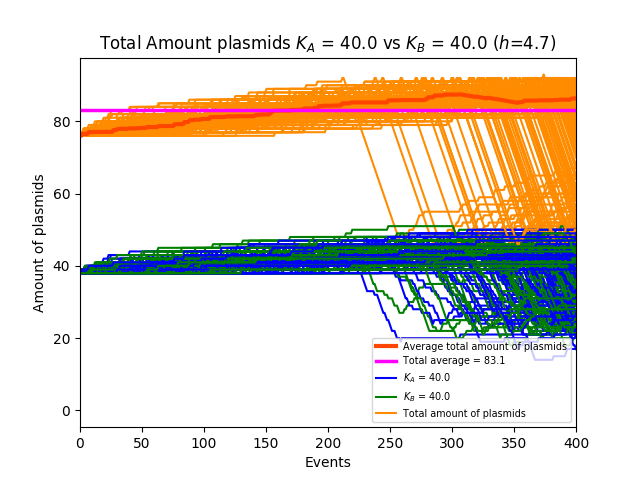 Total Amount plasmids K_A = 40.0 vs K_B = 40.0 (h=4.7)
Amount of plasmids
80
60
40
20
0
Average total amount of plasmids
Total average = 83.1
K_A = 40.0
K_B = 40.0
Total amount of plasmids
0 50 100 150 200 250 300 350 400
Events